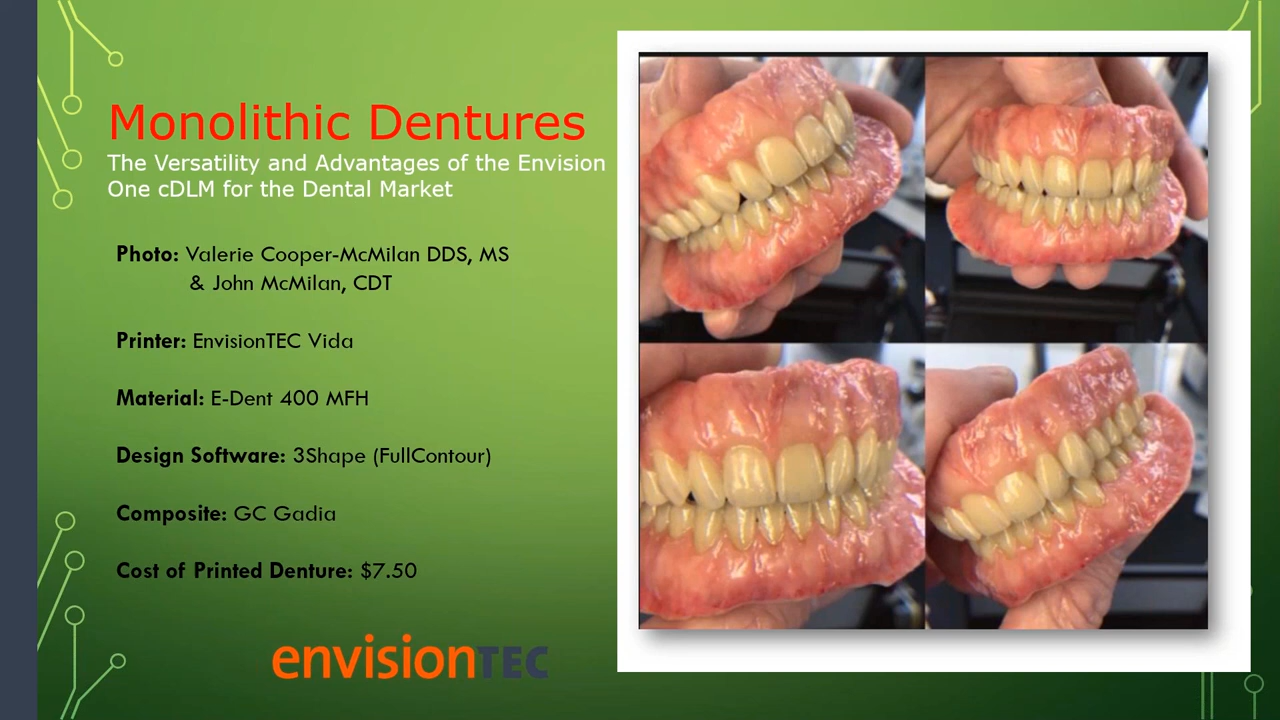 Monolithic Dentures
The Versatility and Advantages of the Envision
One cDLM for the Dental Market
Photo: Valerie Cooper-McMilan DDS, MS
& John McMilan, CDT
Printer: EnvisionTEC Vida
Material: E-Dent 400 MFH
Design Software: 3Shape (FullContour)
Composite: GC Gadia
Cost of Printed Denture: $7.50
envisionTEC